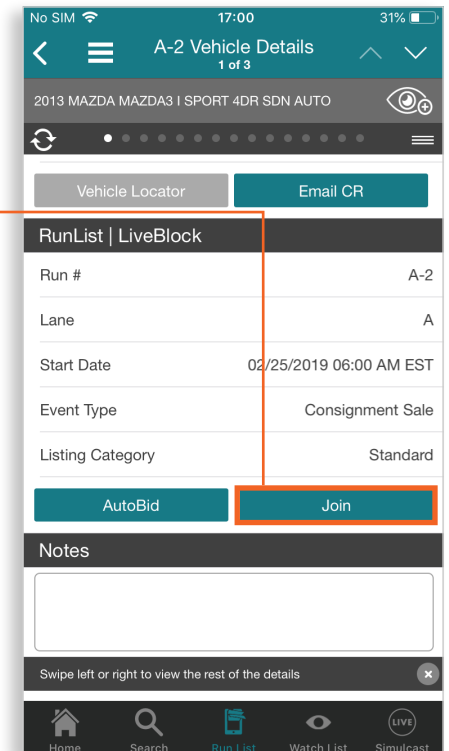 No SIM 17:00 31%
A-2 Vehicle Details
1 of 3
2013 MAZDA MAZDA3 I SPORT 4DR SDN AUTO
Vehicle Locator Email CR
RunList | LiveBlock
Run # A-2
Lane A
Start Date 02/25/2019 06:00 AM EST
Event Type Consignment Sale
Listing Category Standard
AutoBid Join
Notes
Swipe left or right to view the rest of the details
LIVE
Home Search Run List Watch List Simulcast